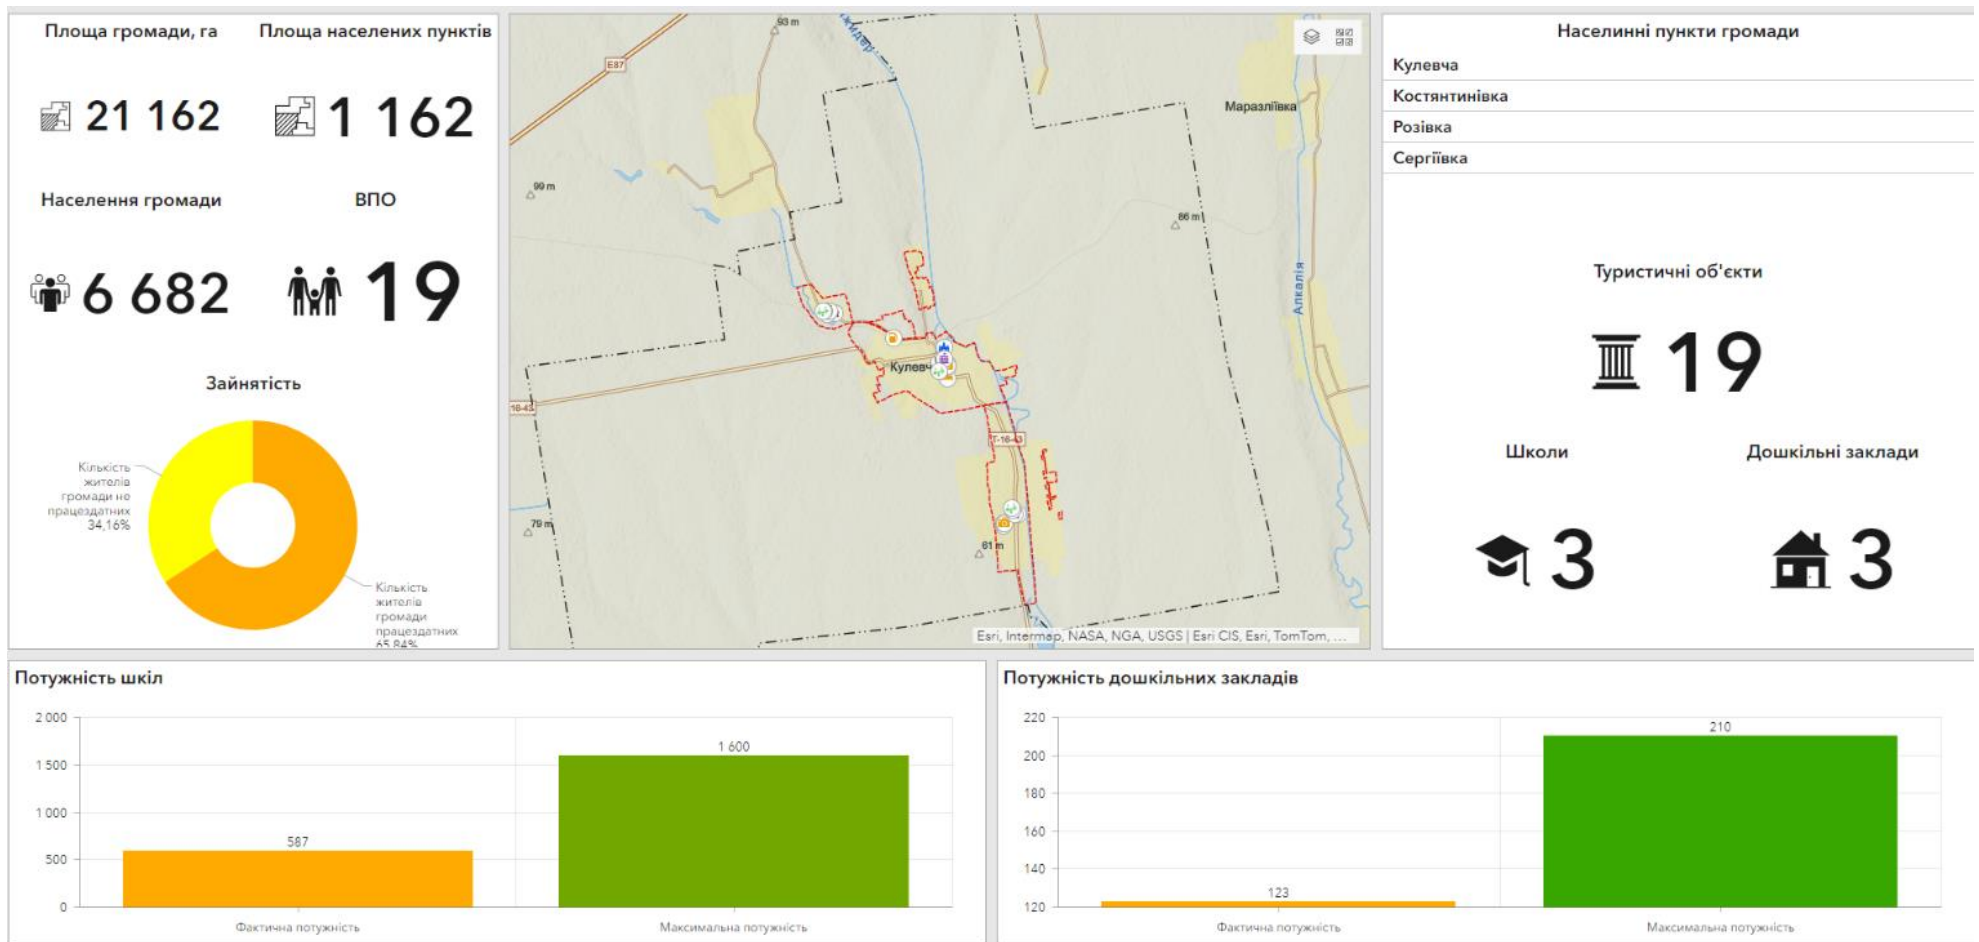 Площа громади, га
Площа населених пунктів
21 162
1 162
Населення громади
ВПО
6 682
19
Зайнятість
Кількість
жителів
громади не
працездатних
34,16%
Кількість
жителів
громади
працездатних
65,84%
93 m
E87
Маразліївка
99 m
86 m
Алкалія
Кулевч
16-43
Т-16-43
79 m
61 m
Esri, Intermap, NASA, NGA, USGS | Esri CIS, Esri, TomTom, ...
Населинні пункти громади
Кулевча
Костянтинівка
Розівка
Сергіївка
Туристичні об'єкти
19
Школи
Дошкільні заклади
3
3
Потужність шкіл
2 000
1 500
1 000
500
0
587
1 600
Фактична потужність
Максимальна потужність
Потужність дошкільних закладів
220
200
180
160
140
120
123
210
Фактична потужність
Максимальна потужність